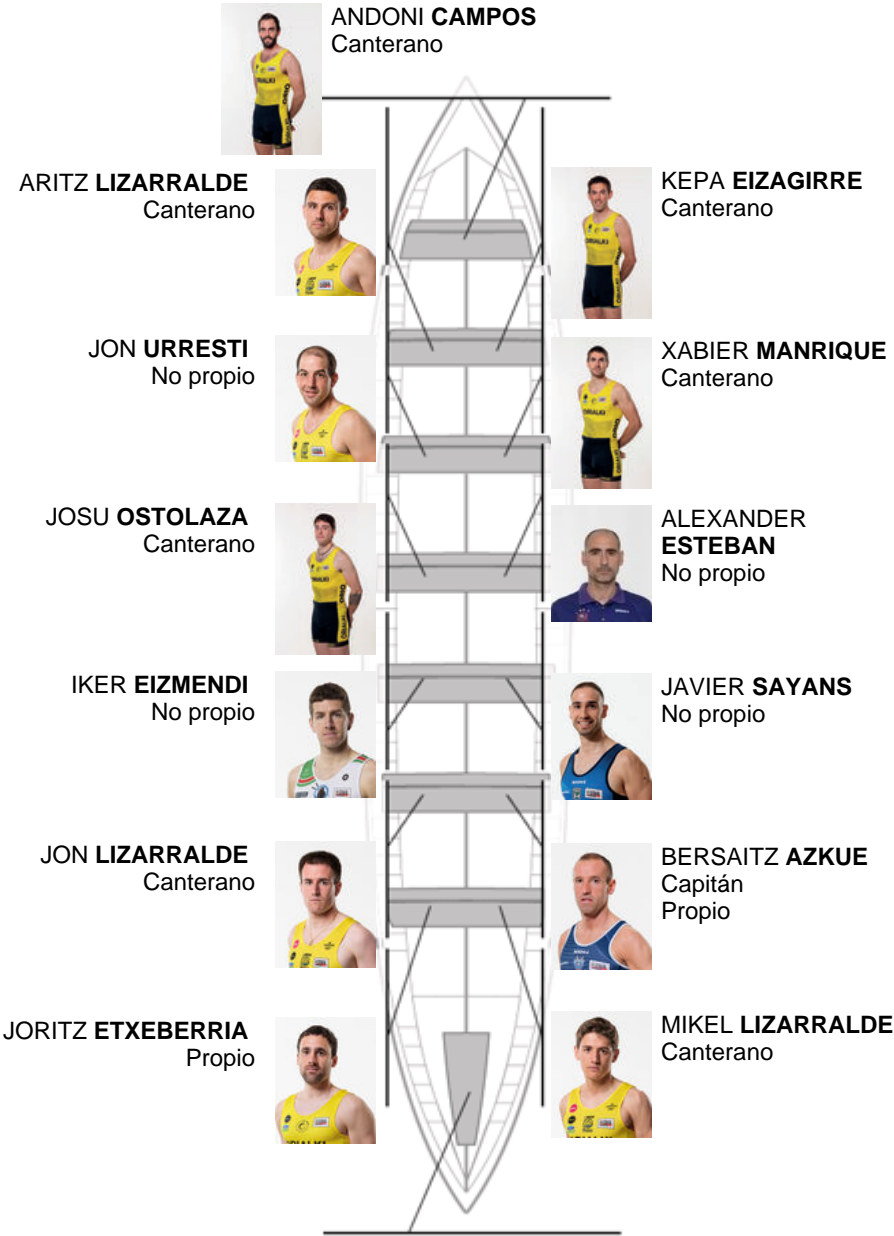 ANDONI CAMPOS
Canterano
ARITZ LIZARRALDE
Canterano
KEPA EIZAGIRRE
Canterano
JON URRESTI
No propio
XABIER MANRIQUE
Canterano
JOSU OSTOLAZA
Canterano
ALEXANDER
ESTEBAN
No propio
IKER EIZMENDI
No propio
JAVIER SAYANS
No propio
JON LIZARRALDE
Canterano
BERSAITZ AZKUE
Capitán
Propio
JORITZ ETXEBERRIA
Propio
MIKEL LIZARRALDE
Canterano